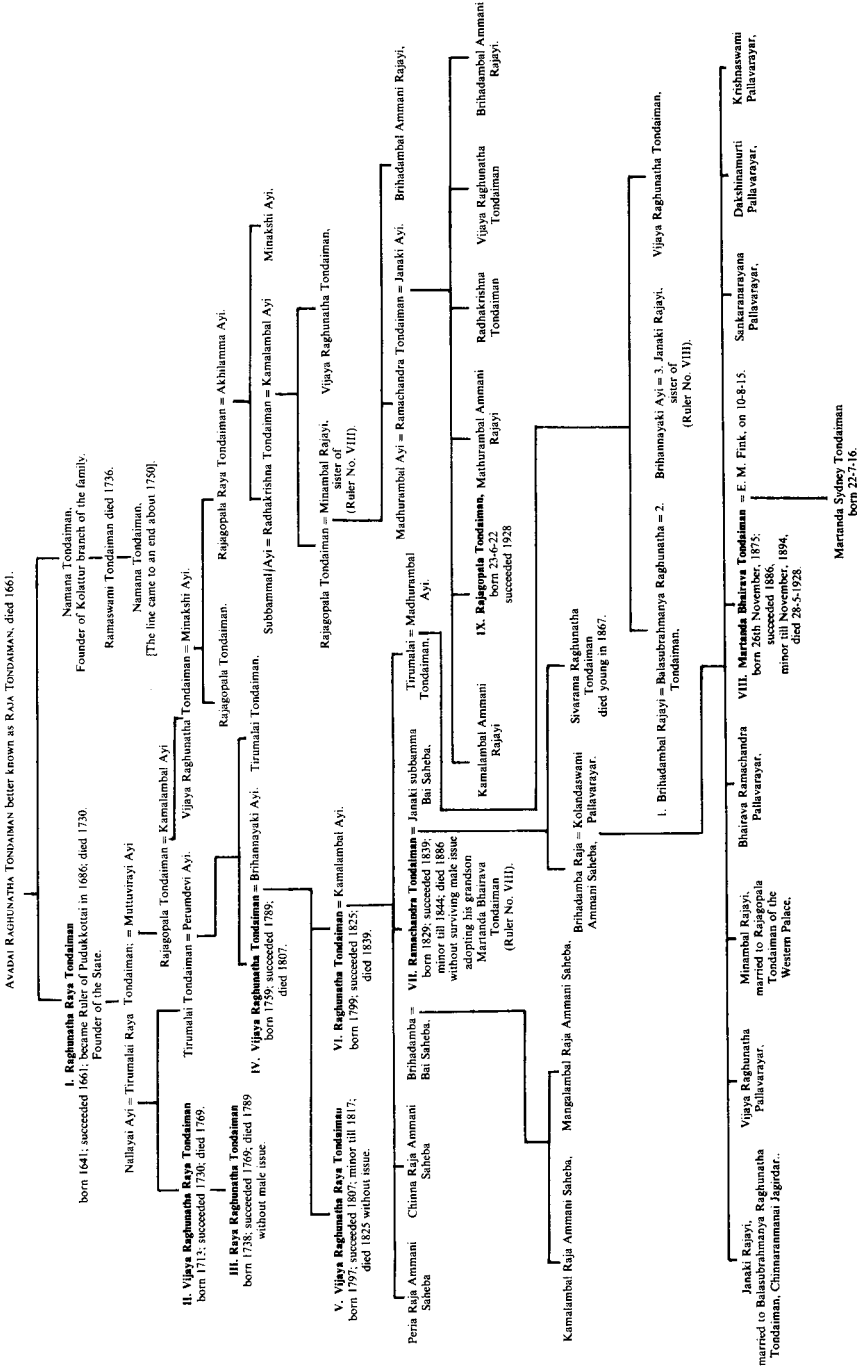 AVADAI RAGHUNATHA TONDAIMAN better known as RAJA TONDAIMAN, died 1661.
I. Raghunatha Raya Tondaiman
born 1641; succeeded 1661; became Ruler of Pudukkottai in 1686; died 1730.
Founder of the State.
Namana Tondaiman,
Founder of Kolattur branch of the family.
Ramaswami Tondaiman died 1736.
Namana Tondaiman.
[The line came to an end about 1750].
Nallayai Ayi = Tirumalai Raya Tondaiman; = Muttuvirayi Ayi
Rajagopala Tondaiman = Kamalambal Ayi
Vijaya Raghunatha Tondaiman = Minakshi Ayi.
Rajagopala Tondaiman.
Rajagopala Raya Tondaiman = Akhilamma Ayi.
II. Vijaya Raghunatha Raya Tondaiman
born 1713; succeeded 1730; died 1769.
Tirumalai Tondaiman = Perumdevi Ayi.
III. Raya Raghunatha Tondaiman
born 1738; succeeded 1769; died 1789
without male issue.
IV. Vijaya Raghunatha Tondaiman = Brihannayaki Ayi.
born 1759; succeeded 1789;
died 1807.
Tirumalai Tondaiman.
Subbammal Ayi = Radhakrishna Tondaiman = Kamalambal Ayi
Minakshi Ayi.
Rajagopala Tondaiman = Minambal Rajayi.
sister of
(Ruler No. VIII).
Vijaya Raghunatha Tondaiman,
V. Vijaya Raghunatha Raya Tondaiman
born 1797; succeeded 1807; minor till 1817;
died 1825 without issue.
VI. Raghunatha Tondaiman = Kamalambal Ayi.
born 1799; succeeded 1825;
died 1839.
Madhurambal Ayi = Ramachandra Tondaiman = Janaki Ayi.
Brihadambal Ammani Rajayi,
Peria Raja Ammani
Saheba
Chinna Raja Ammani
Saheba
Brihadamba =
Bai Saheba.
VII. Ramachandra Tondaiman = Janaki subbamma
Bai Saheba.
born 1829; succeeded 1839;
minor till 1844; died 1886
without surviving male issue
adopting his grandson
Martanda Bhairava
Tondaiman
(Ruler No. VIII).
Tirumalai = Madhurambal
Tondaiman. Ayi.
Kamalambal Ammani
Rajayi
IX. Rajagopala Tondaiman,
born 23-6-22
succeeded 1928
Mathurambal Ammani
Rajayi
Radhakrishna
Tondaiman
Vijaya Raghunatha
Tondaiman
Brihadambal Ammani
Rajayi.
Kamalambal Raja Ammani Saheba.
Mangalambal Raja Ammani Saheba.
Brihadamba Raja = Kolandaswami
Ammani Saheba. Pallavarayar.
Sivarama Raghunatha
Tondaiman
died young in 1867.
1. Brihadambal Rajayi = Balasubrahmanya Raghunatha = 2. Brihannayaki Ayi = 3. Janaki Rajayi.
Tondaiman.
sister of
(Ruler No. VIII).
Vijaya Raghunatha Tondaiman,
Janaki Rajayi,
married to Balasubrahmanya Raghunatha
Tondaiman, Chinnaranmanai Jagirdar..
Vijaya Raghunatha
Pallavarayar,
Minambal Rajayi,
married to Rajagopala
Tondaiman of the
Western Palace.
Bhairava Ramachandra
Pallavarayar,
VIII. Martanda Bhairava Tondaiman = E. M. Fink, on 10-8-15.
born 26th November, 1875;
succeeded 1886,
minor till November, 1894,
died 28-5-1928.
Sankaranarayana
Pallavarayar,
Dakshinamurti
Pallavarayar,
Krishnaswami
Pallavarayar,
Martanda Sydney Tondaiman
born 22-7-16.